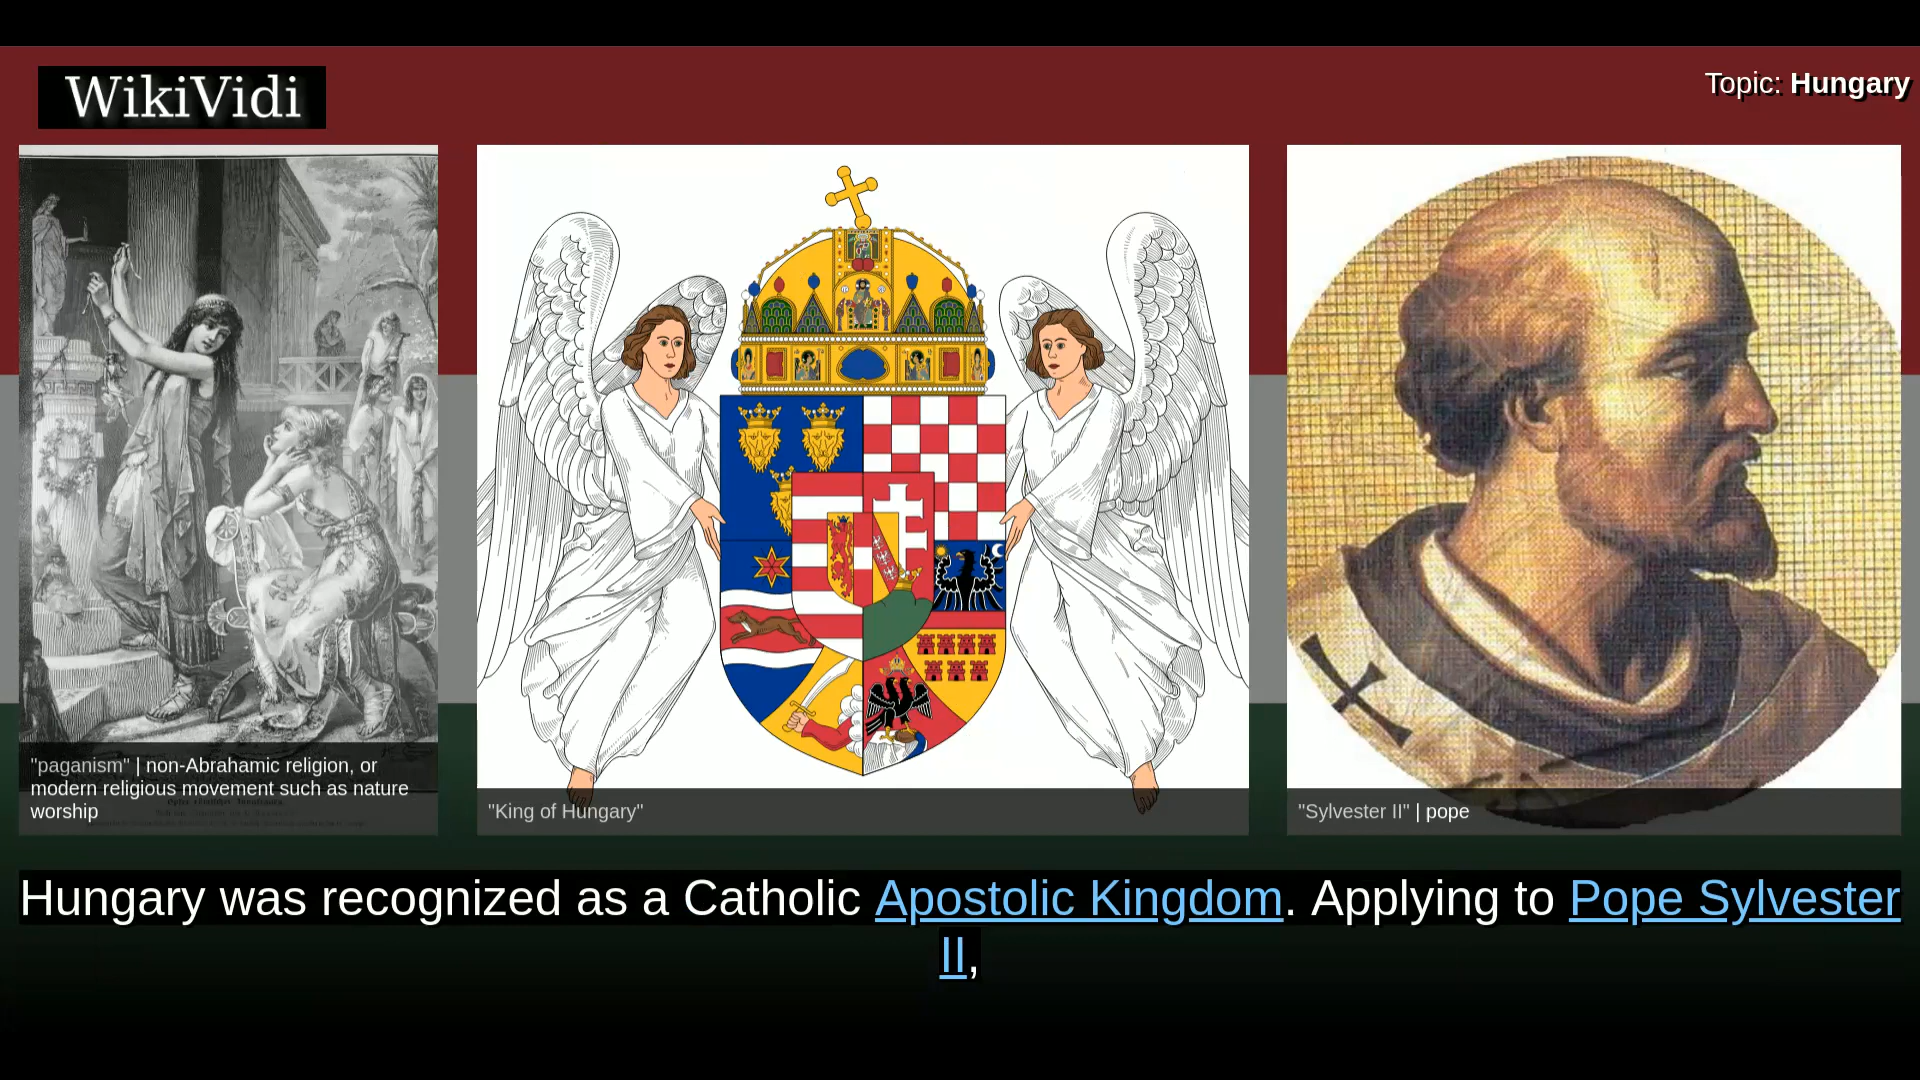 WikiVidi
Topic: Hungary
"paganism" | non-Abrahamic religion, or
modern religious movement such as nature
worship
"King of Hungary"
"Sylvester II" | pope
Hungary was recognized as a Catholic Apostolic Kingdom. Applying to Pope Sylvester
II,